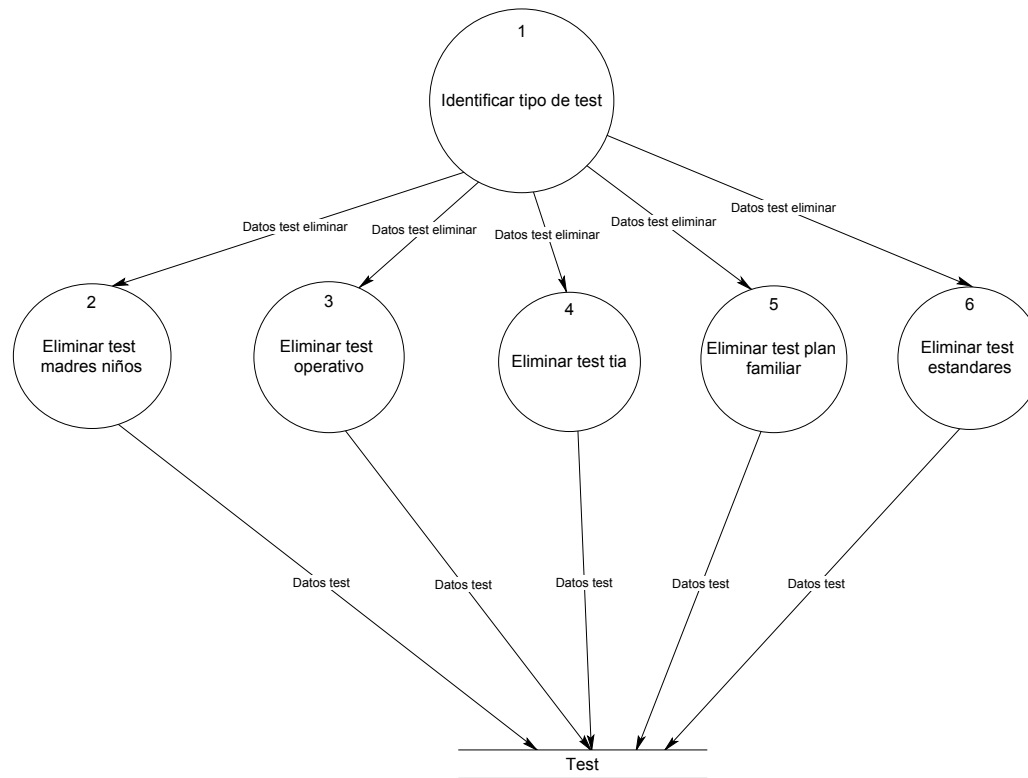 1
Identificar tipo de test
Datos test eliminar
Datos test eliminar
Datos test eliminar
Datos test eliminar
Datos test eliminar
2
Eliminar test
madres niños
3
Eliminar test
operativo
4
Eliminar test tia
5
Eliminar test plan
familiar
6
Eliminar test
estandares
Datos test
Datos test
Datos test
Datos test
Datos test
Test